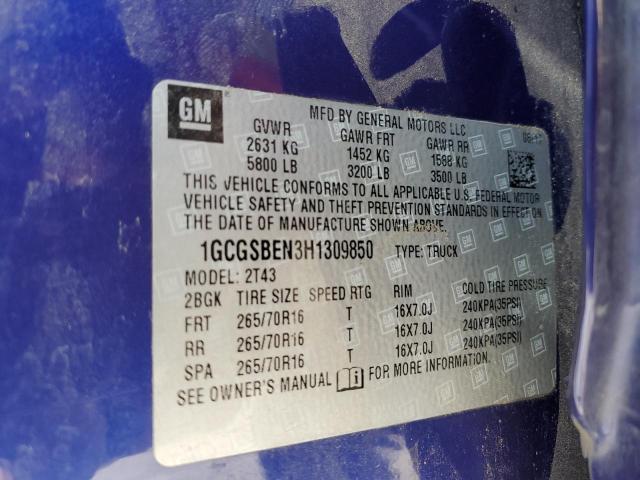 GM
MFD BY GENERAL MOTORS LLC
GVWR GAWR FRT GAWR RR
2631 KG 1452 KG 1588 KG
5800 LB 3200 LB 3500 LB
THIS VEHICLE CONFORMS TO ALL APPLICABLE U.S. FEDERAL MOTOR
VEHICLE SAFETY AND THEFT PREVENTION STANDARDS IN EFFECT ON
THE DATE OF MANUFACTURE SHOWN ABOVE.
1GCGSBEN3H1309850 TYPE: TRUCK
MODEL: 2T43
2BGK TIRE SIZE SPEED RTG RIM COLD TIRE PRESSURE
FRT 265/70R16 T 16X7.0J 240KPA(35PSI)
RR 265/70R16 T 16X7.0J 240KPA(35PSI)
SPA 265/70R16 T 16X7.0J 240KPA(35PSI)
SEE OWNER'S MANUAL FOR MORE INFORMATION.